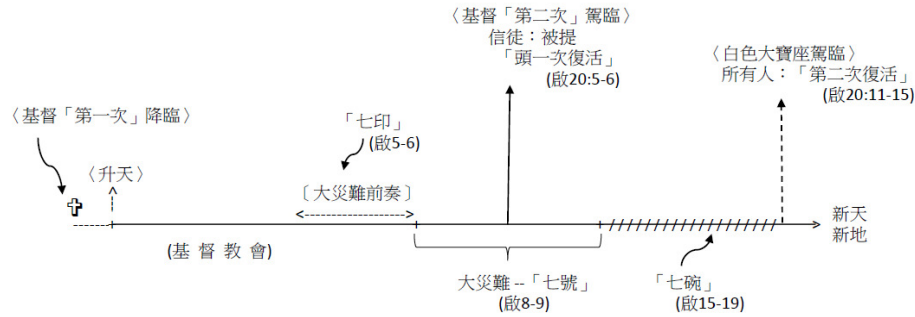 〈基督「第二次」駕臨〉
信徒：被提
「頭一次復活」
(啟20:5-6)
〈白色大寶座駕臨〉
所有人：「第二次復活」
(啟20:11-15)
〈基督「第一次」降臨〉
「七印」
(啟5-6)
〈升天〉
〔大災難前奏〕
新天
新地
(基 督 教 會)
大災難 --「七號」
(啟8-9)
「七碗」
(啟15-19)